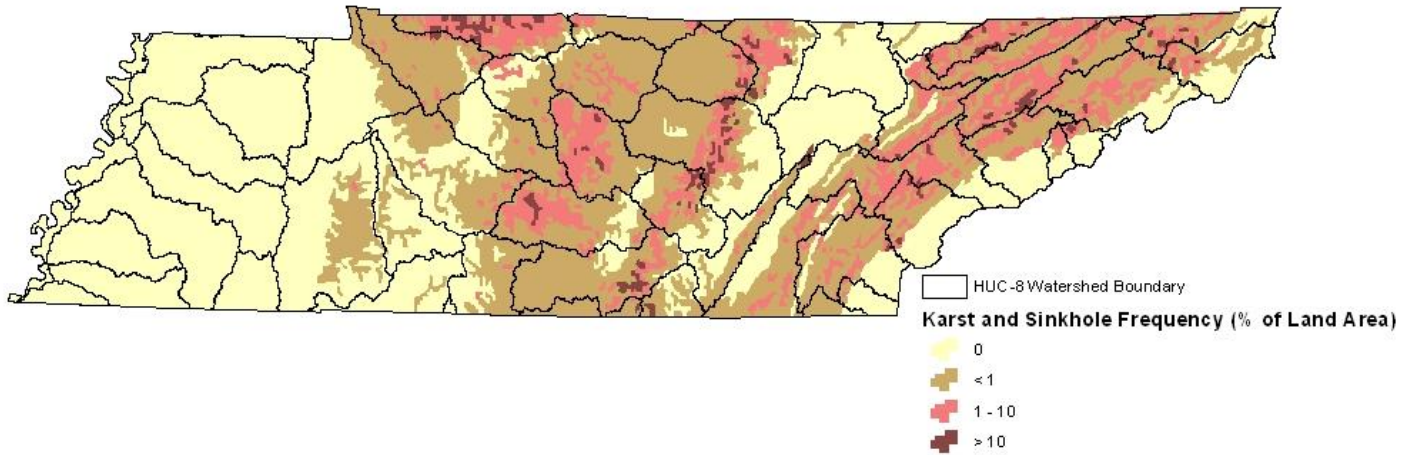 HUC-8 Watershed Boundary
Karst and Sinkhole Frequency (% of Land Area)
0
<1
1 - 10
>10